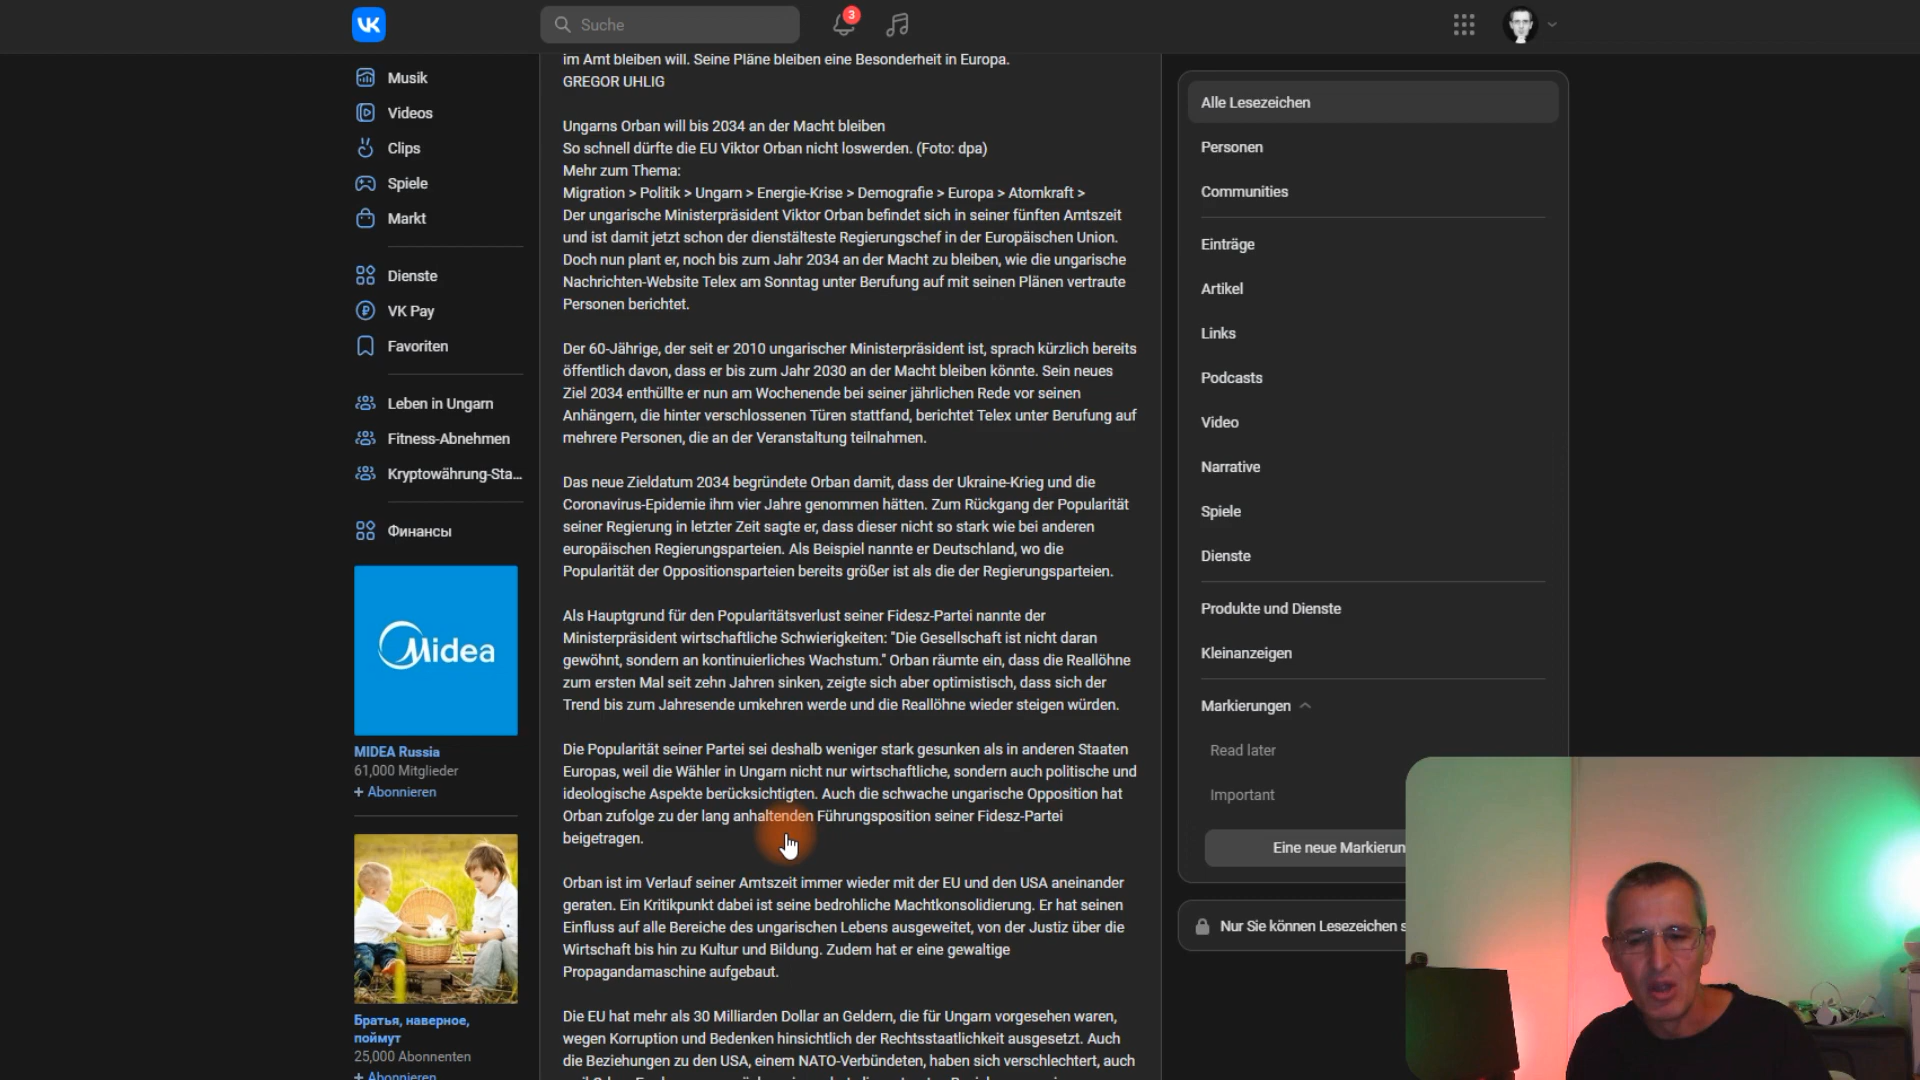 Suche
3
Musik
Videos
Clips
Spiele
Markt
Dienste
VK Pay
Favoriten
Leben in Ungarn
Fitness-Abnehmen
Kryptowährung-Sta...
Финансы
Midea
MIDEA Russia
61,000 Mitglieder
+ Abonnieren
Братья, наверное,
поймут
25,000 Abonnenten
+ Abonnieren
im Amt bleiben will. Seine Pläne bleiben eine Besonderheit in Europa.
GREGOR UHLIG
Ungarns Orban will bis 2034 an der Macht bleiben
So schnell dürfte die EU Viktor Orban nicht loswerden. (Foto: dpa)
Mehr zum Thema:
Migration > Politik > Ungarn > Energie-Krise > Demografie > Europa > Atomkraft >
Der ungarische Ministerpräsident Viktor Orban befindet sich in seiner fünften Amtszeit
und ist damit jetzt schon der dienstälteste Regierungschef in der Europäischen Union.
Doch nun plant er, noch bis zum Jahr 2034 an der Macht zu bleiben, wie die ungarische
Nachrichten-Website Telex am Sonntag unter Berufung auf mit seinen Plänen vertraute
Personen berichtet.
Der 60-Jährige, der seit er 2010 ungarischer Ministerpräsident ist, sprach kürzlich bereits
öffentlich davon, dass er bis zum Jahr 2030 an der Macht bleiben könnte. Sein neues
Ziel 2034 enthüllte er nun am Wochenende bei seiner jährlichen Rede vor seinen
Anhängern, die hinter verschlossenen Türen stattfand, berichtet Telex unter Berufung auf
mehrere Personen, die an der Veranstaltung teilnahmen.
Das neue Zieldatum 2034 begründete Orban damit, dass der Ukraine-Krieg und die
Coronavirus-Epidemie ihm vier Jahre genommen hätten. Zum Rückgang der Popularität
seiner Regierung in letzter Zeit sagte er, dass dieser nicht so stark wie bei anderen
europäischen Regierungsparteien. Als Beispiel nannte er Deutschland, wo die
Popularität der Oppositionsparteien bereits größer ist als die der Regierungsparteien.
Als Hauptgrund für den Popularitätsverlust seiner Fidesz-Partei nannte der
Ministerpräsident wirtschaftliche Schwierigkeiten: "Die Gesellschaft ist nicht daran
gewöhnt, sondern an kontinuierliches Wachstum." Orban räumte ein, dass die Reallöhne
zum ersten Mal seit zehn Jahren sinken, zeigte sich aber optimistisch, dass sich der
Trend bis zum Jahresende umkehren werde und die Reallöhne wieder steigen würden.
Die Popularität seiner Partei sei deshalb weniger stark gesunken als in anderen Staaten
Europas, weil die Wähler in Ungarn nicht nur wirtschaftliche, sondern auch politische und
ideologische Aspekte berücksichtigten. Auch die schwache ungarische Opposition hat
Orban zufolge zu der lang anhaltenden Führungsposition seiner Fidesz-Partei
beigetragen.
Orban ist im Verlauf seiner Amtszeit immer wieder mit der EU und den USA aneinander
geraten. Ein Kritikpunkt dabei ist seine bedrohliche Machtkonsolidierung. Er hat seinen
Einfluss auf alle Bereiche des ungarischen Lebens ausgeweitet, von der Justiz über die
Wirtschaft bis hin zu Kultur und Bildung. Zudem hat er eine gewaltige
Propagandamaschine aufgebaut.
Die EU hat mehr als 30 Milliarden Dollar an Geldern, die für Ungarn vorgesehen waren,
wegen Korruption und Bedenken hinsichtlich der Rechtsstaatlichkeit ausgesetzt. Auch
die Beziehungen zu den USA, einem NATO-Verbündeten, haben sich verschlechtert, auch
Alle Lesezeichen
Personen
Communities
Einträge
Artikel
Links
Podcasts
Video
Narrative
Spiele
Dienste
Produkte und Dienste
Kleinanzeigen
Markierungen
Read later
Important
Eine neue Markierun
Nur Sie können Lesezeichen s